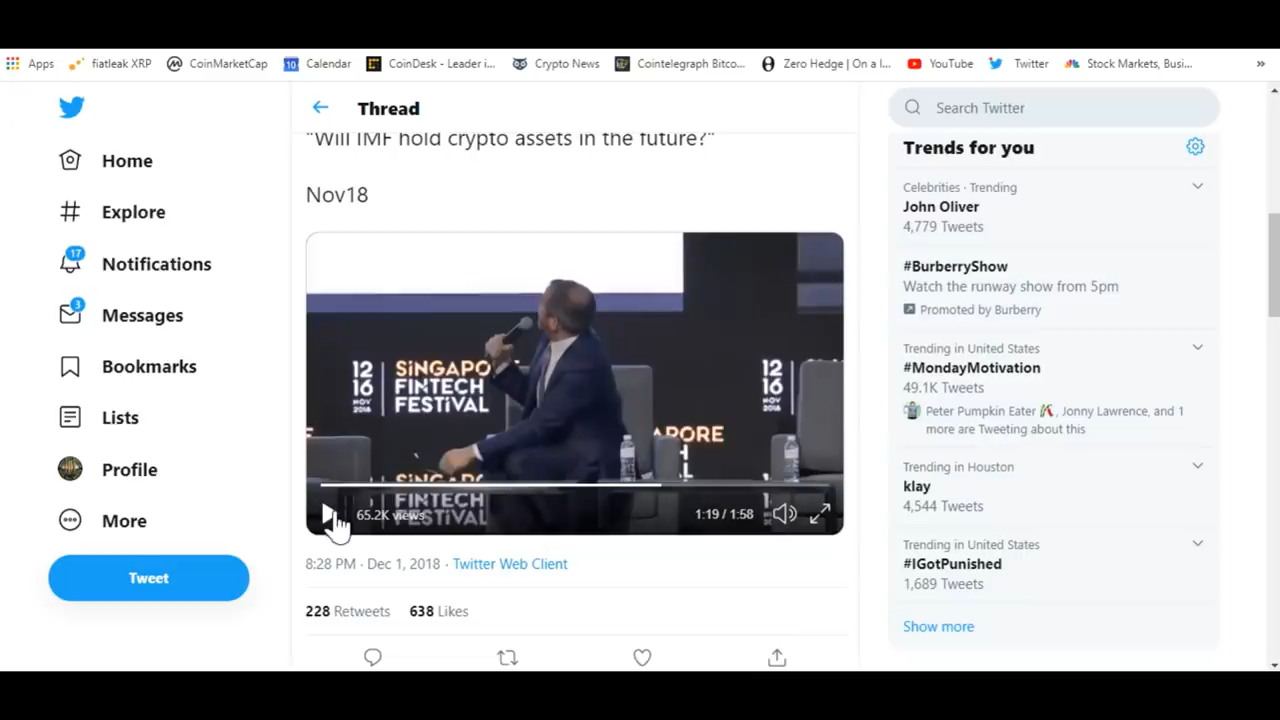 Apps
fiatleak XRP
CoinMarketCap
10
Calendar
CoinDesk - Leader i...
Crypto News
Cointelegraph Bitco...
Zero Hedge | On a l...
YouTube
Twitter
Stock Markets, Busi...
»
Home
Explore
17
Notifications
3
Messages
Bookmarks
Lists
Profile
More
Tweet
Thread
"Will IMF hold crypto assets in the future?"
Nov18
12
16
NOV
2018
SINGAPO
FINTECH
FESTIVAL
12
16
NOV
2018
PORE
SINGAPO
FINTECH
FESTIVAL
65.2K views
1:19 / 1:58
8:28 PM · Dec 1, 2018 · Twitter Web Client
228 Retweets 638 Likes
Search Twitter
Trends for you
Celebrities · Trending
John Oliver
4,779 Tweets
#BurberryShow
Watch the runway show from 5pm
Promoted by Burberry
Trending in United States
#MondayMotivation
49.1K Tweets
Peter Pumpkin Eater , Jonny Lawrence, and 1
more are Tweeting about this
Trending in Houston
klay
4,544 Tweets
Trending in United States
#IGotPunished
1,689 Tweets
Show more